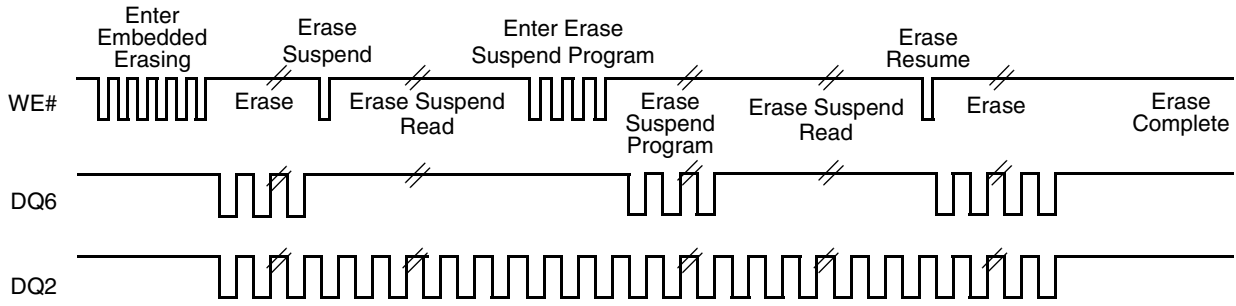 Enter
Embedded
Erasing
Erase
Suspend
Enter Erase
Suspend Program
Erase
Resume
WE#
Erase
Erase Suspend
Read
Erase
Suspend
Program
Erase Suspend
Read
Erase
Erase
Complete
DQ6
DQ2